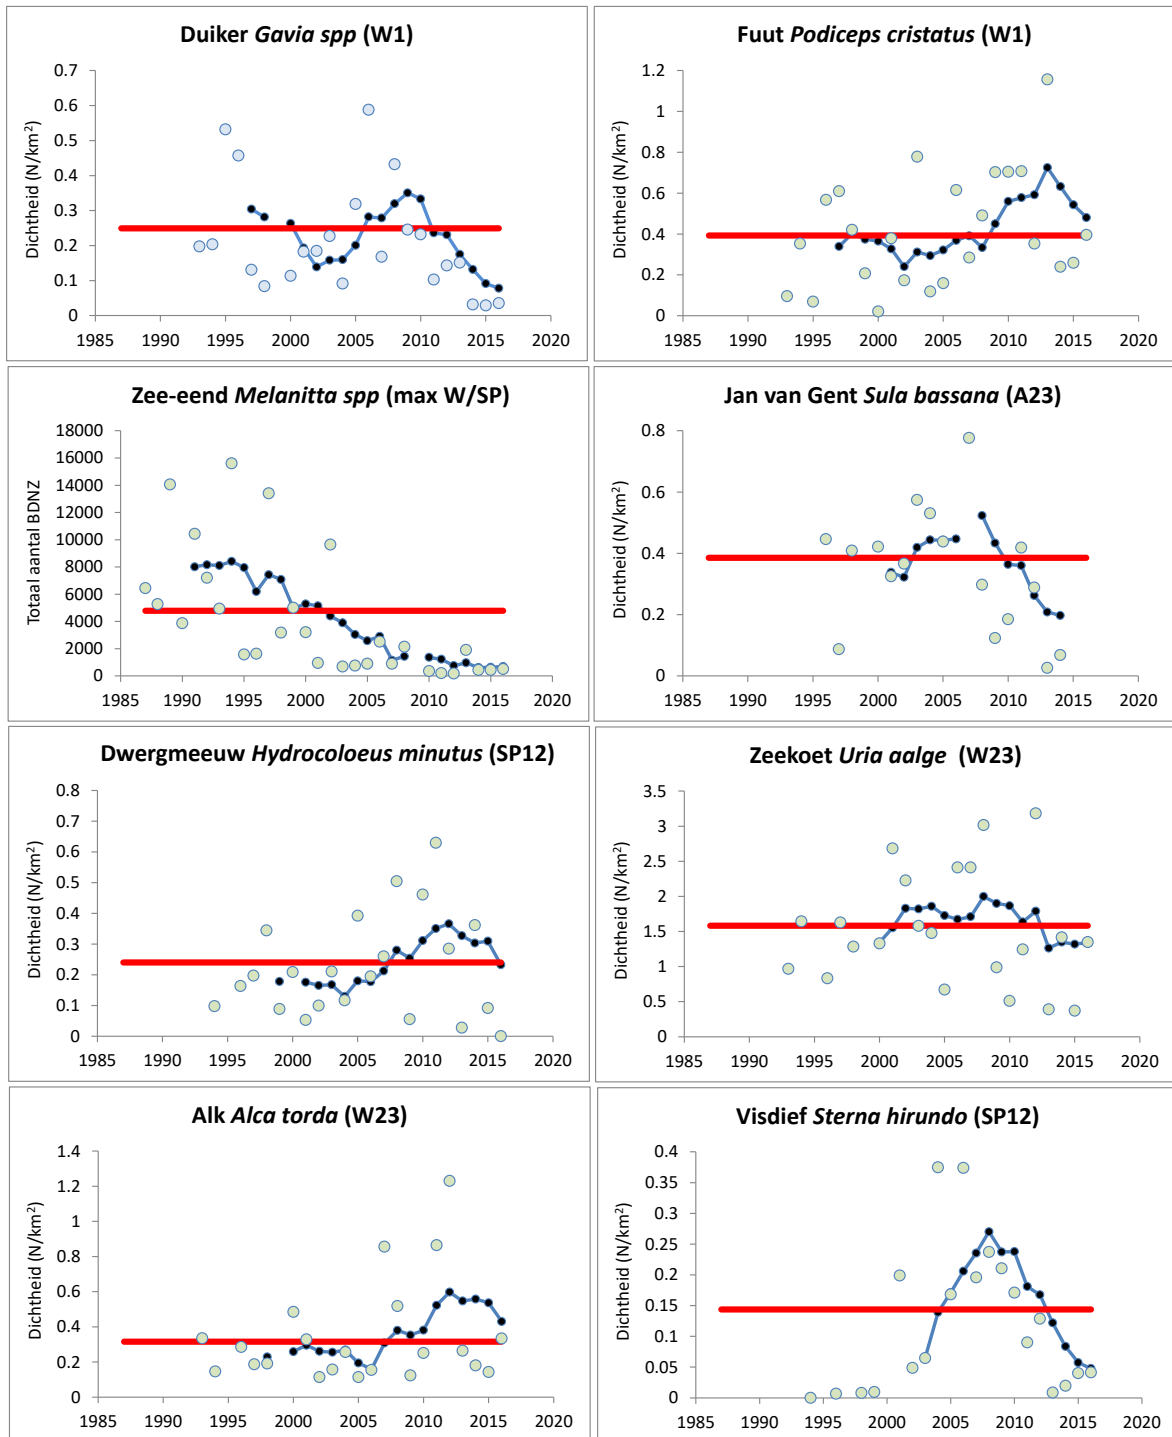 Duiker Gavia spp (W1)
Dichtheid (N/km²)
0.7
0.6
0.5
0.4
0.3
0.2
0.1
0
1985 1990 1995 2000 2005 2010 2015 2020
Fuut Podiceps cristatus (W1)
Dichtheid (N/km²)
1.2
1
0.8
0.6
0.4
0.2
0
1985 1990 1995 2000 2005 2010 2015 2020
Zee-eend Melanitta spp (max W/SP)
Totaal aantal BDNZ
18000
16000
14000
12000
10000
8000
6000
4000
2000
0
1985 1990 1995 2000 2005 2010 2015 2020
Jan van Gent Sula bassana (A23)
Dichtheid (N/km²)
0.8
0.6
0.4
0.2
0
1985 1990 1995 2000 2005 2010 2015 2020
Dwergmeeuw Hydrocoloeus minutus (SP12)
Dichtheid (N/km²)
0.8
0.7
0.6
0.5
0.4
0.3
0.2
0.1
0
1985 1990 1995 2000 2005 2010 2015 2020
Zeekoet Uria aalge (W23)
Dichtheid (N/km²)
3.5
3
2.5
2
1.5
1
0.5
0
1985 1990 1995 2000 2005 2010 2015 2020
Alk Alca torda (W23)
Dichtheid (N/km²)
1.4
1.2
1
0.8
0.6
0.4
0.2
0
1985 1990 1995 2000 2005 2010 2015 2020
Visdief Sterna hirundo (SP12)
Dichtheid (N/km²)
0.4
0.35
0.3
0.25
0.2
0.15
0.1
0.05
0
1985 1990 1995 2000 2005 2010 2015 2020